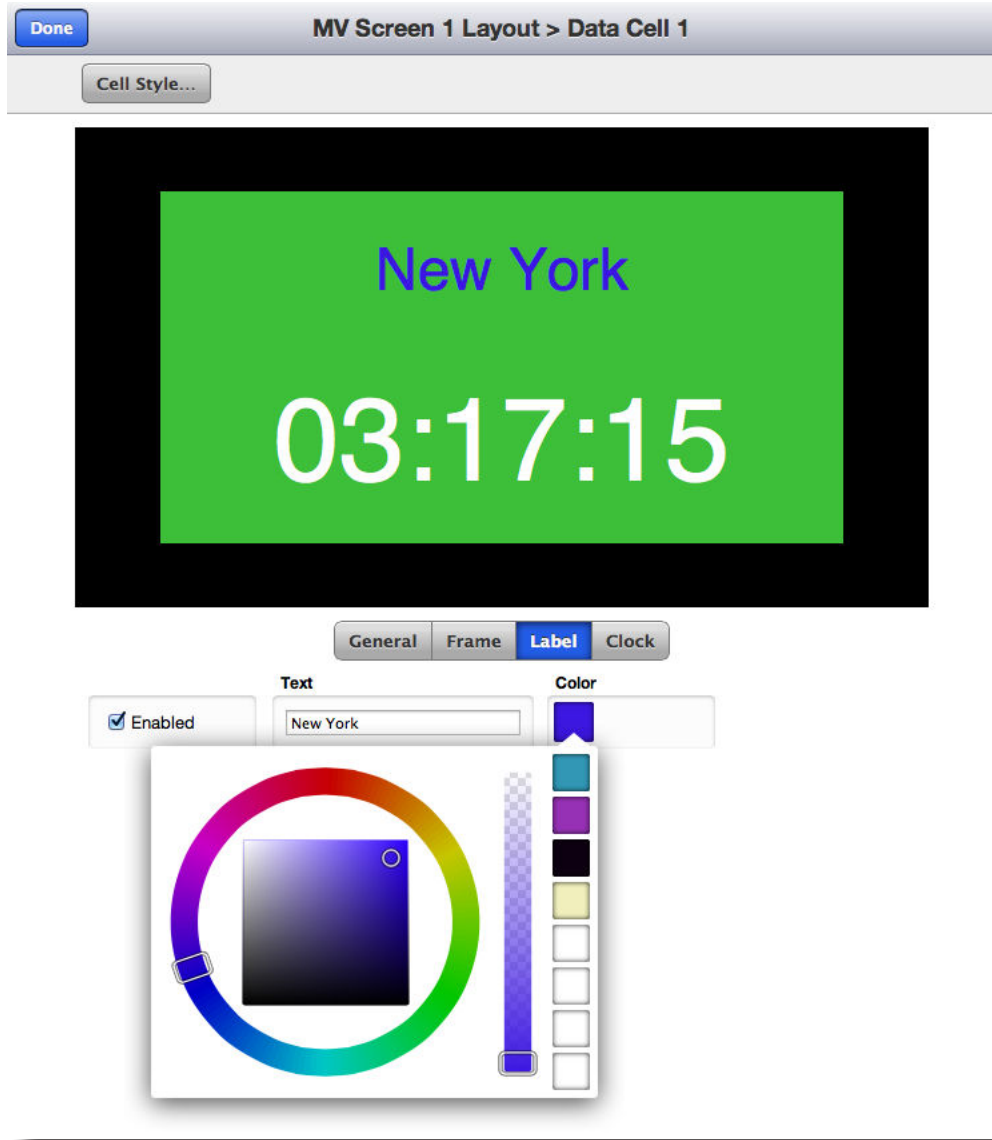 Done
MV Screen 1 Layout > Data Cell 1
Cell Style...
New York
03:17:15
General Frame Label Clock
Text Color
Enabled New York